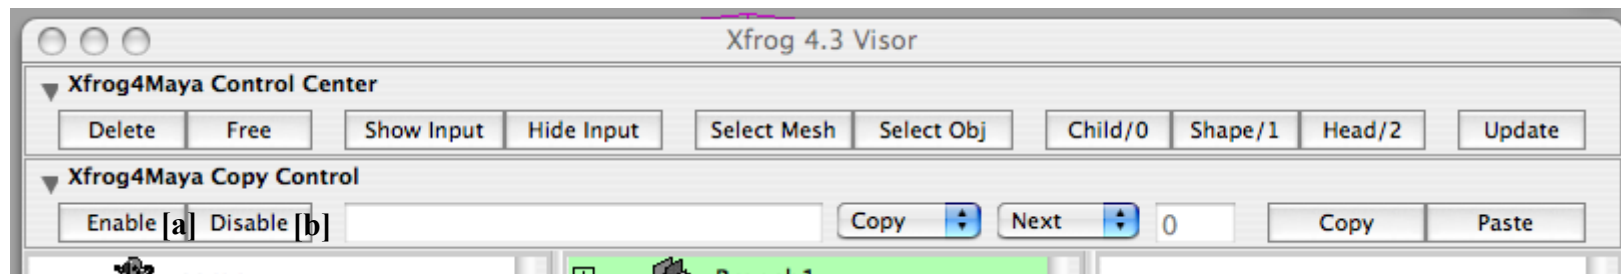 Xfrog 4.3 Visor
Xfrog4Maya Control Center
Delete Free Show Input Hide Input Select Mesh Select Obj Child/0 Shape/1 Head/2 Update
Xfrog4Maya Copy Control
Enable [a] Disable [b] Copy Next 0 Copy Paste